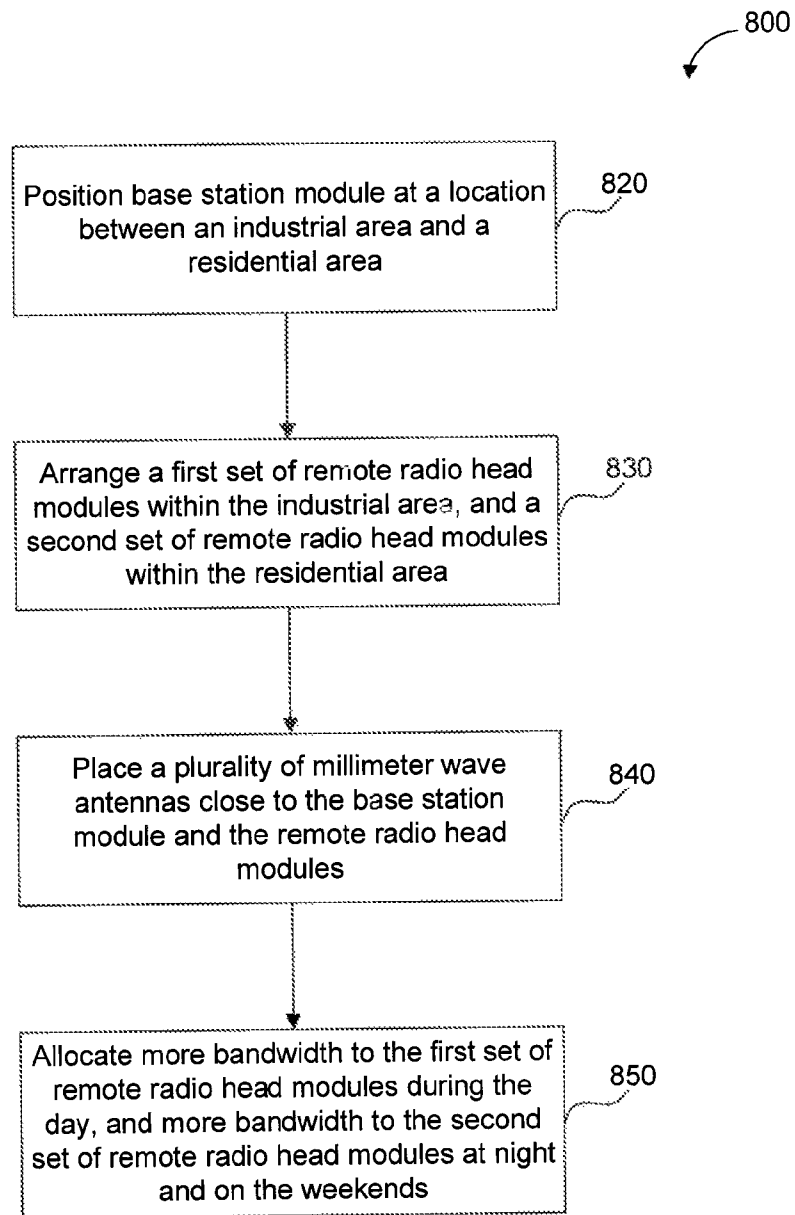 800
Position base station module at a location
between an industrial area and a
residential area
820
Arrange a first set of remote radio head
modules within the industrial area, and a
second set of remote radio head modules
within the residential area
830
Place a plurality of millimeter wave
antennas close to the base station
module and the remote radio head
modules
840
Allocate more bandwidth to the first set of
remote radio head modules during the
day, and more bandwidth to the second
set of remote radio head modules at night
and on the weekends
850